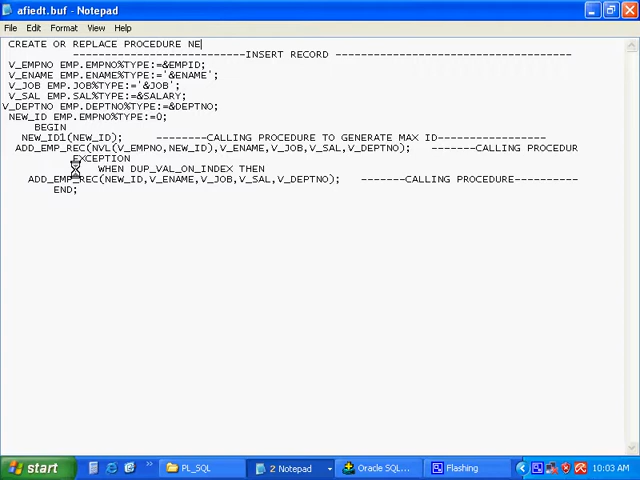 afiedt.buf - Notepad
File Edit Format View Help
CREATE OR REPLACE PROCEDURE NE
---------------------------INSERT RECORD -------------------------------------
V_EMPNO EMP.EMPNO%TYPE:=&EMPID;
V_ENAME EMP.ENAME%TYPE:='&ENAME';
V_JOB EMP.JOB%TYPE:='&JOB';
V_SAL EMP.SAL%TYPE:=&SALARY;
V_DEPTNO EMP.DEPTNO%TYPE:=&DEPTNO;
NEW_ID EMP.EMPNO%TYPE:=0;
BEGIN
NEW_ID1(NEW_ID); --------CALLING PROCEDURE TO GENERATE MAX ID-----------------
ADD_EMP_REC(NVL(V_EMPNO,NEW_ID),V_ENAME,V_JOB,V_SAL,V_DEPTNO); -------CALLING PROCEDUR
EXCEPTION
WHEN DUP_VAL_ON_INDEX THEN
ADD_EMP_REC(NEW_ID,V_ENAME,V_JOB,V_SAL,V_DEPTNO); -------CALLING PROCEDURE----------
END;
start PL_SQL 2 Notepad Oracle SQL... Flashing 10:03 AM